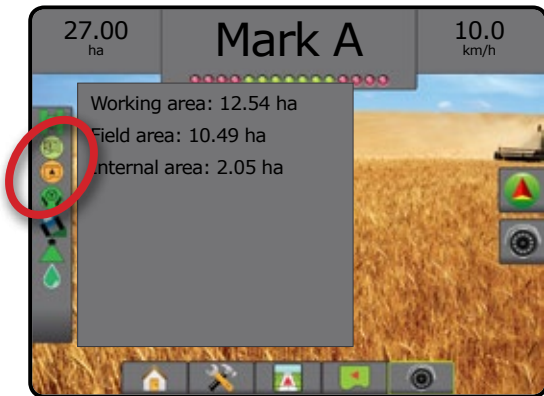 27.00
ha
Mark A
10.0
km/h
Working area: 12.54 ha
Field area: 10.49 ha
Internal area: 2.05 ha